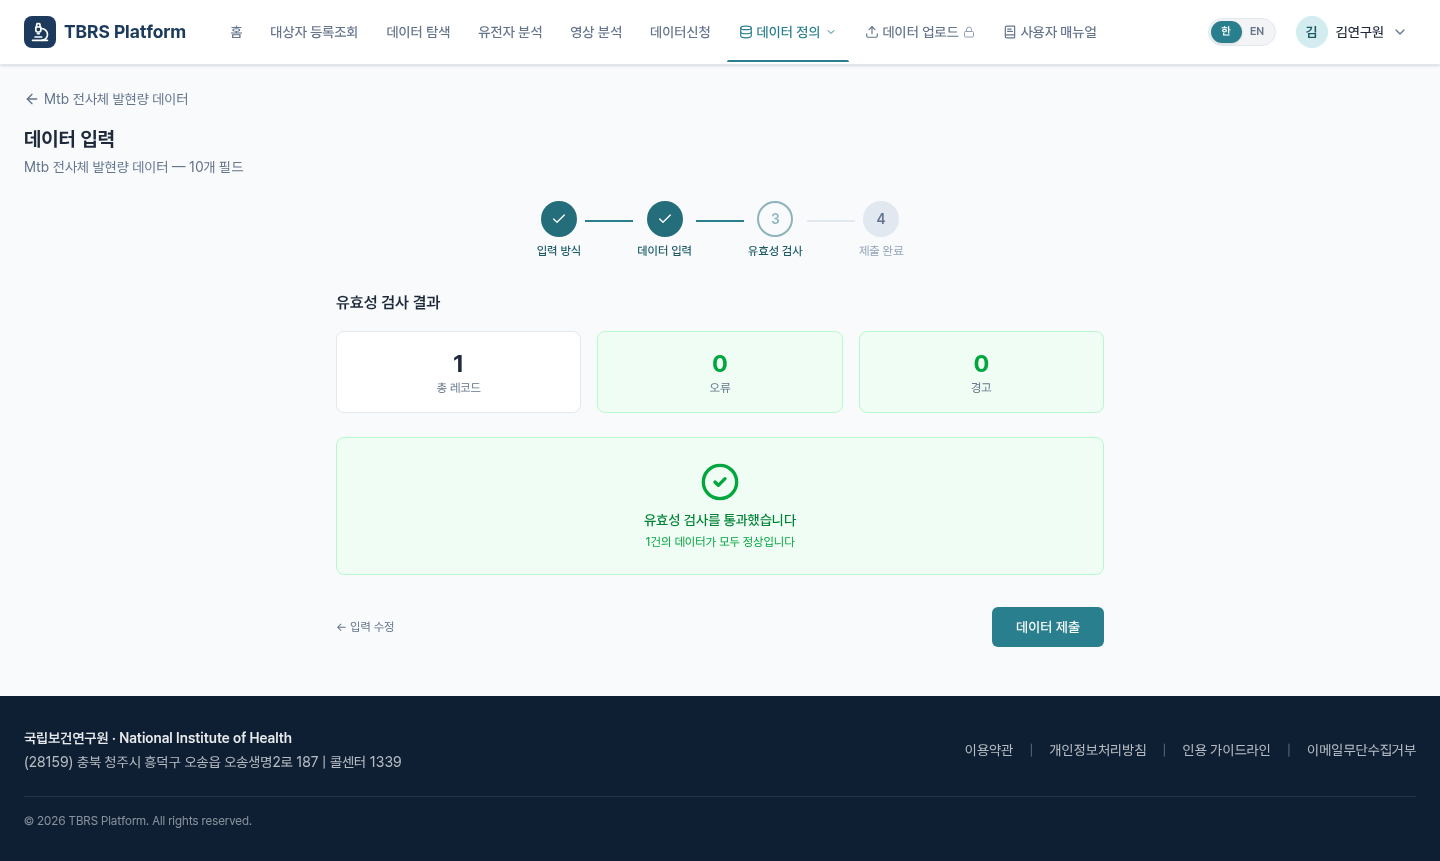 TBRS Platform
홈
대상자 등록조회
데이터 탐색
유전자 분석
영상 분석
데이터신청
데이터 정의
데이터 업로드
사용자 매뉴얼
한
EN
김
김연구원
Mtb 전사체 발현량 데이터
데이터 입력
Mtb 전사체 발현량 데이터 — 10개 필드
3
4
입력 방식
데이터 입력
유효성 검사
제출 완료
유효성 검사 결과
1
총 레코드
0
오류
0
경고
유효성 검사를 통과했습니다
1건의 데이터가 모두 정상입니다
← 입력 수정
데이터 제출
국립보건연구원 · National Institute of Health
(28159) 충북 청주시 흥덕구 오송읍 오송생명2로 187 | 콜센터 1339
이용약관 | 개인정보처리방침 | 인용 가이드라인 | 이메일무단수집거부
© 2026 TBRS Platform. All rights reserved.